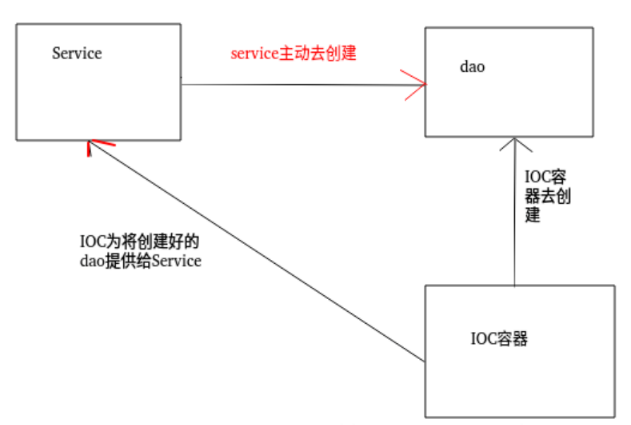 Service
service主动去创建
dao
IOC容
器去创
建
IOC为将创建好的
dao提供给Service
IOC容器